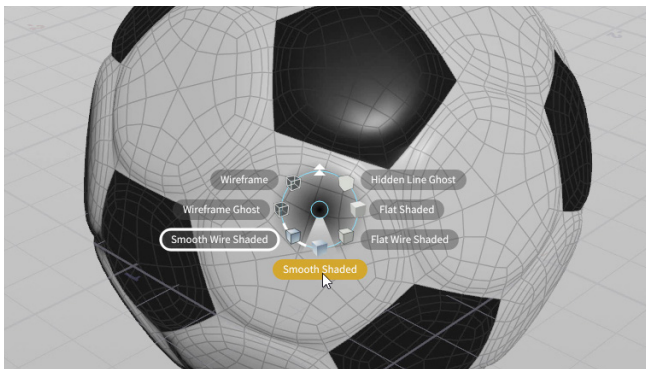 Wireframe
Hidden Line Ghost
Wireframe Ghost
Flat Shaded
Smooth Wire Shaded
Flat Wire Shaded
Smooth Shaded